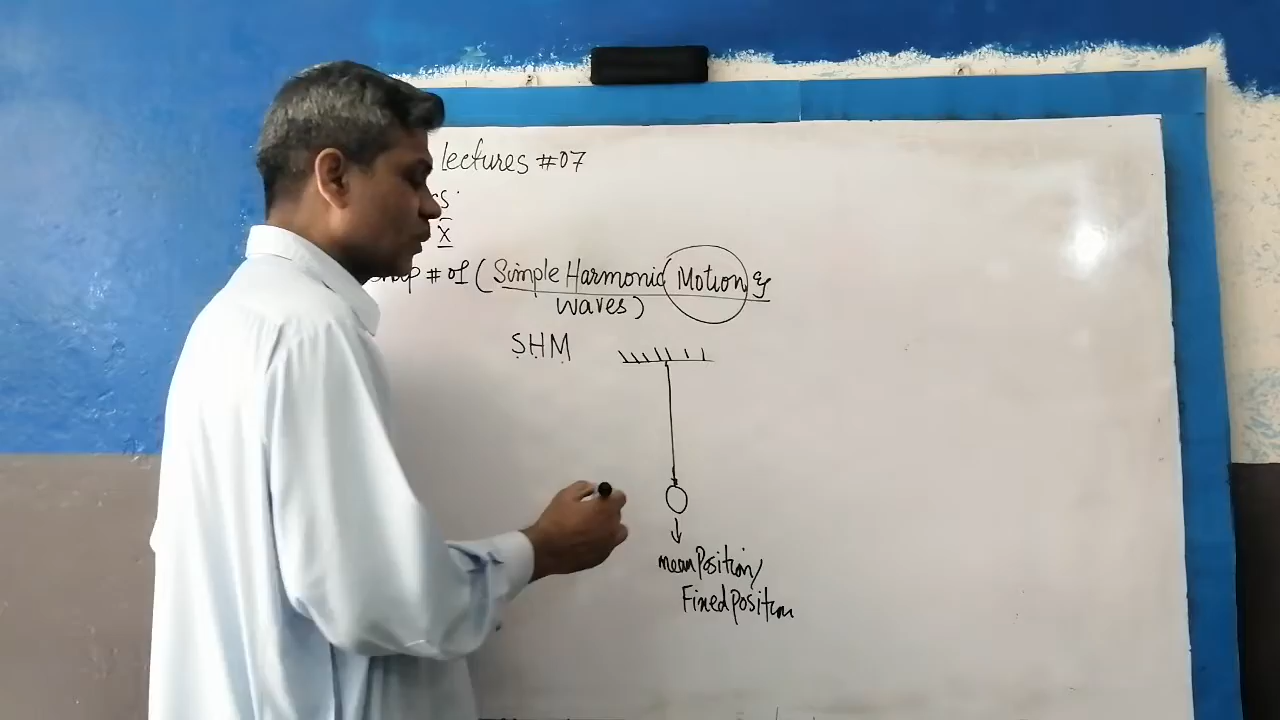 lectures #07
X
# 01 (Simple Harmonic Motion &
waves)
SHM
mean Position/
Fixed position